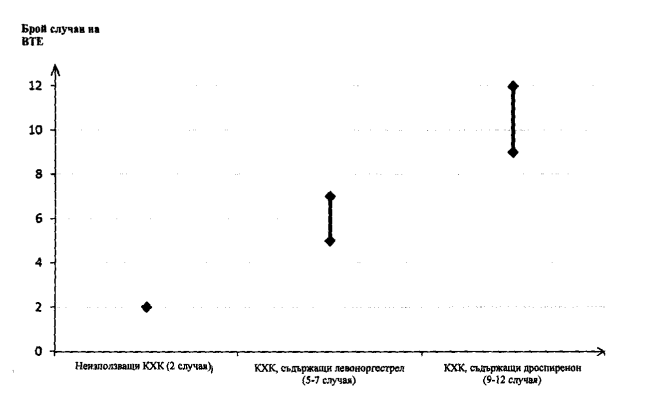 Брой случаи на
ВТЕ
12
10
8
6
4
2
0
Неизползващи КХК (2 случая)
КХК, съдържащи левоноргестрел
(5-7 случая)
КХК, съдържащи дроспиренон
(9-12 случая)